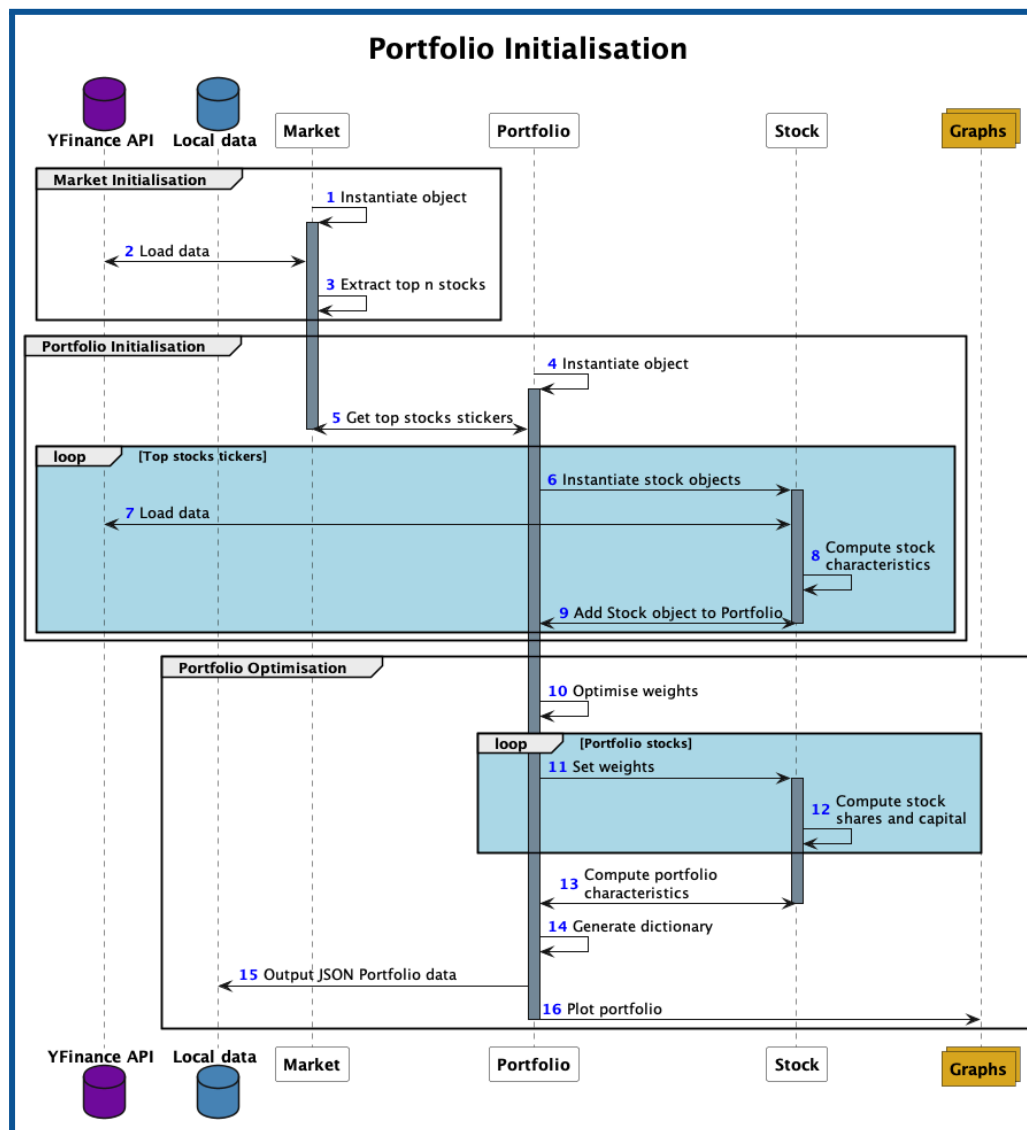 Portfolio Initialisation
YFinance API
Local data
Market
Portfolio
Stock
Graphs
Market Initialisation
1 Instantiate object
2 Load data
3 Extract top n stocks
Portfolio Initialisation
4 Instantiate object
5 Get top stocks stickers
loop [Top stocks tickers]
6 Instantiate stock objects
7 Load data
8 Compute stock
characteristics
9 Add Stock object to Portfolio
Portfolio Optimisation
10 Optimise weights
loop [Portfolio stocks]
11 Set weights
12 Compute stock
shares and capital
13 Compute portfolio
characteristics
14 Generate dictionary
15 Output JSON Portfolio data
16 Plot portfolio
YFinance API
Local data
Market
Portfolio
Stock
Graphs